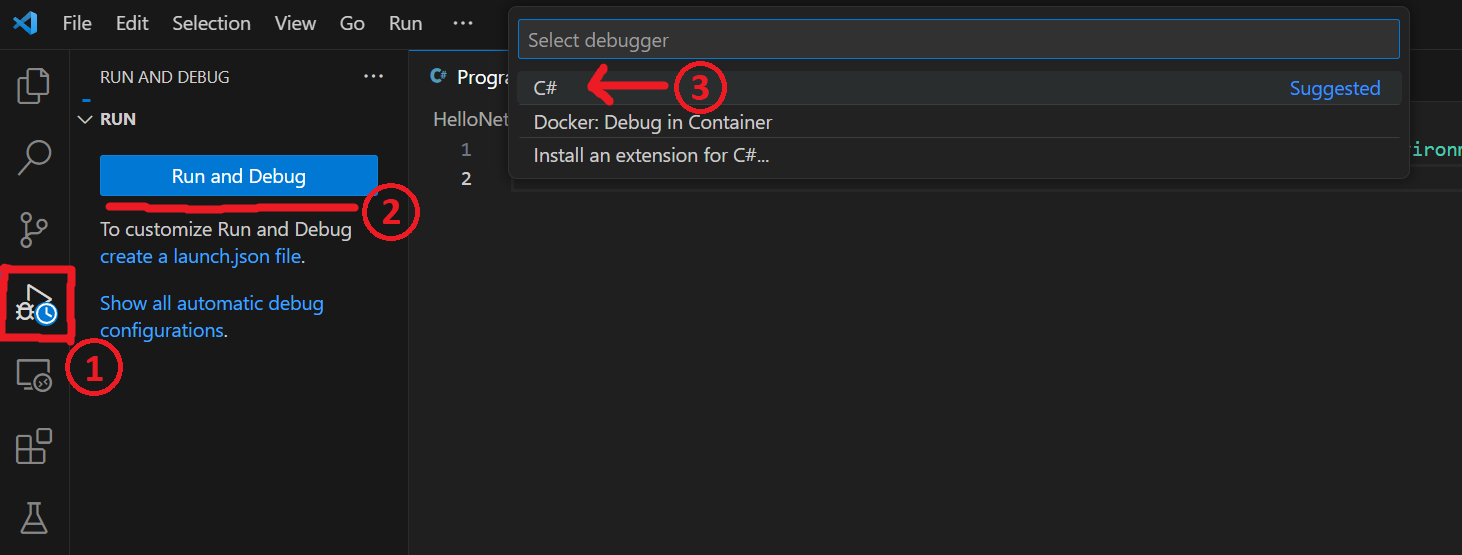 File Edit Selection View Go Run ···
RUN AND DEBUG ···
RUN
Run and Debug
2
To customize Run and Debug
create a launch.json file.
Show all automatic debug
configurations.
1
C# Progra
HelloNet
1
2
Select debugger
C# 3 Suggested
Docker: Debug in Container
Install an extension for C#...